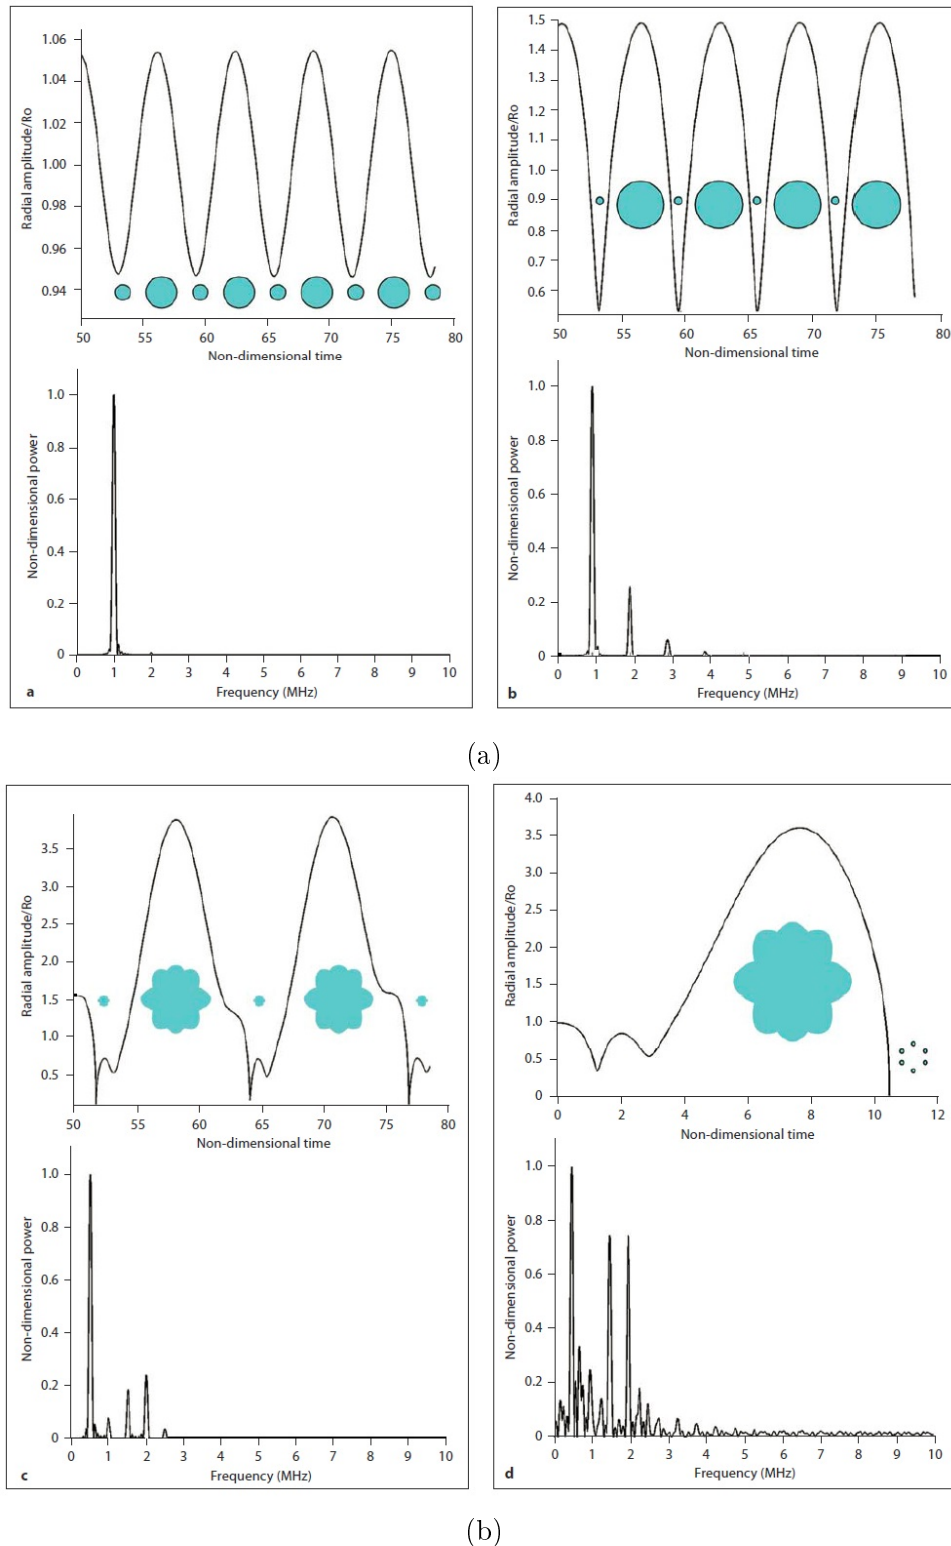 1.06
1.04
1.02
1.00
0.98
0.96
0.94
Radial amplitude/Ro
50 55 60 65 70 75 80
Non-dimensional time
1.0
0.8
0.6
0.4
0.2
0
Non-dimensional power
0 1 2 3 4 5 6 7 8 9 10
a Frequency (MHz)
1.5
1.4
1.3
1.2
1.1
1.0
0.9
0.8
0.7
0.6
Radial amplitude/Ro
50 55 60 65 70 75 80
Non-dimensional time
1.0
0.8
0.6
0.4
0.2
0
Non-dimensional power
0 1 2 3 4 5 6 7 8 9 10
b Frequency (MHz)
(a)
3.5
3.0
2.5
2.0
1.5
1.0
0.5
Radial amplitude/Ro
50 55 60 65 70 75 80
Non-dimensional time
1.0
0.8
0.6
0.4
0.2
0
Non-dimensional power
0 1 2 3 4 5 6 7 8 9 10
c Frequency (MHz)
4.0
3.5
3.0
2.5
2.0
1.5
1.0
0.5
0
Radial amplitude/Ro
0 2 4 6 8 10 12
Non-dimensional time
1.0
0.8
0.6
0.4
0.2
0
Non-dimensional power
0 1 2 3 4 5 6 7 8 9 10
d Frequency (MHz)
(b)